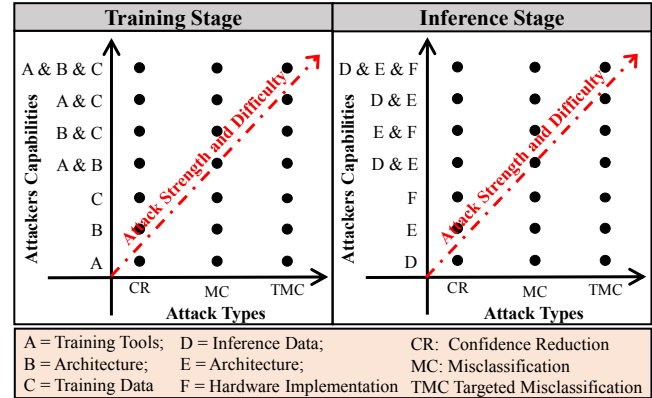 Training Stage
Inference Stage
A & B & C
A & C
B & C
A & B
C
B
A
Attackers Capabilities
Attack Strength and Difficulty
CR
MC
TMC
Attack Types
D & E & F
D & E
E & F
D & E
F
E
D
Attackers Capabilities
Attack Strength and Difficulty
CR
MC
TMC
Attack Types
A = Training Tools; D = Inference Data; CR: Confidence Reduction
B = Architecture; E = Architecture; MC: Misclassification
C = Training Data F = Hardware Implementation TMC Targeted Misclassification